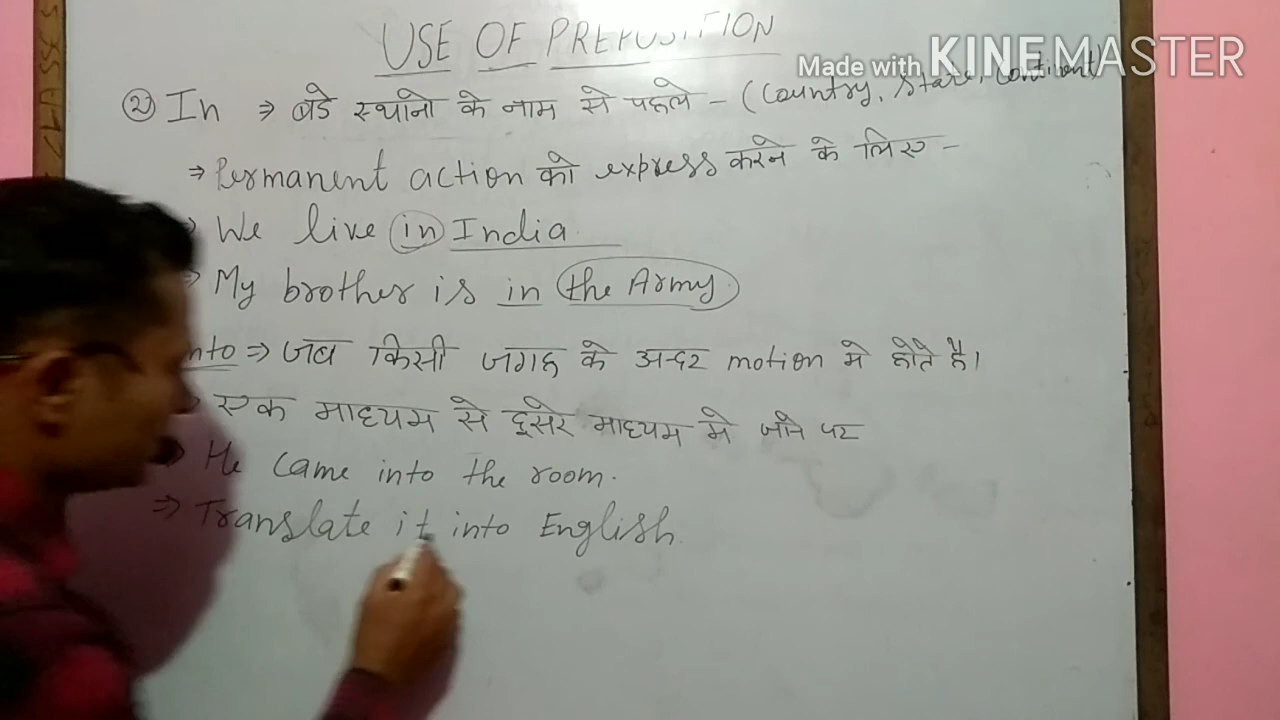 USE OF PREPOSITION
Made with KINEMASTER
② In ⇒ बडे स्थानो के नाम से पहले - (Country, State, Continent)
⇒ Permanent action को express करने के लिए -
We live in India
My brother is in the Army
into ⇒ जब किसी जगह के अन्दर motion मे होते है।
एक माध्यम से दूसरे माध्यम मे जाने पर
He came into the room.
⇒ Translate it into English